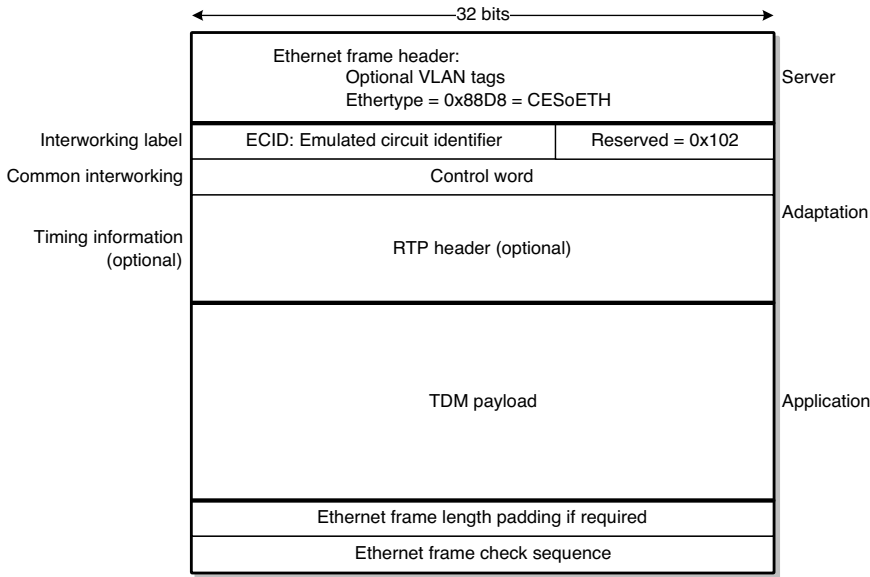 32 bits
Ethernet frame header:
Optional VLAN tags
Ethertype = 0x88D8 = CESoETH
Server
Interworking label
ECID: Emulated circuit identifier
Reserved = 0x102
Common interworking
Control word
Adaptation
Timing information
(optional)
RTP header (optional)
TDM payload
Application
Ethernet frame length padding if required
Ethernet frame check sequence